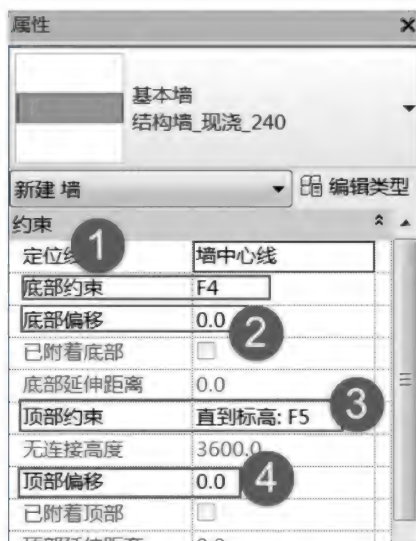 属性
基本墙
结构墙_现浇_240
新建 墙
编辑类型
约束
定位 1 墙中心线
底部约束 F4
底部偏移 0.0 2
已附着底部
底部延伸距离 0.0
顶部约束 直到标高: F5 3
无连接高度 3600.0
顶部偏移 0.0 4
已附着顶部